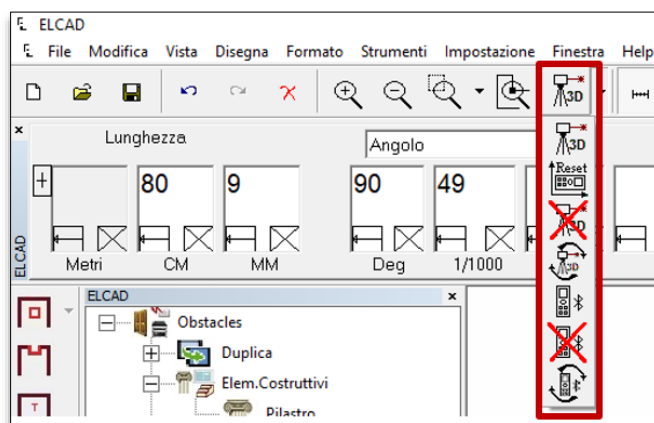 ELCAD
File Modifica Vista Disegna Formato Strumenti Impostazione Finestra Help
3D
Lunghezza
Angolo
3D
Reset
80 9 90 49
3D
3D
Metri CM MM Deg 1/1000
ELCAD
ELCAD
Obstacles
Duplica
Elem.Costruttivi
Pilastro
T